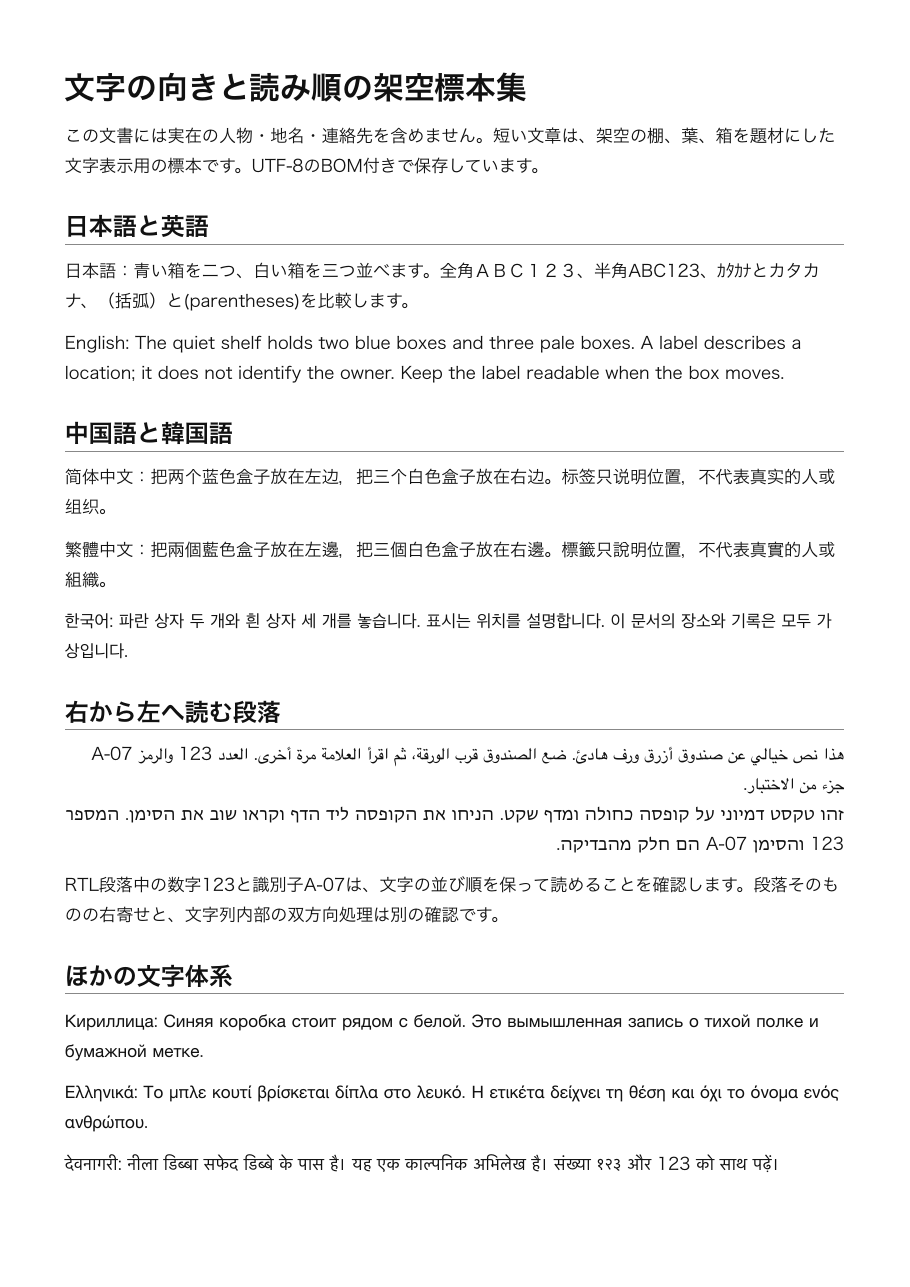 文字の向きと読み順の架空標本集
この文書には実在の人物・地名・連絡先を含めません。短い文章は、架空の棚、葉、箱を題材にした
文字表示用の標本です。UTF-8のBOM付きで保存しています。
日本語と英語
日本語：青い箱を二つ、白い箱を三つ並べます。全角ＡＢＣ１２３、半角ABC123、ｶﾀｶﾅとカタカ
ナ、（括弧）と(parentheses)を比較します。
English: The quiet shelf holds two blue boxes and three pale boxes. A label describes a
location; it does not identify the owner. Keep the label readable when the box moves.
中国語と韓国語
简体中文：把两个蓝色盒子放在左边，把三个白色盒子放在右边。标签只说明位置，不代表真实的人或
组织。
繁體中文：把兩個藍色盒子放在左邊，把三個白色盒子放在右邊。標籤只說明位置，不代表真實的人或
組織。
한국어: 파란 상자 두 개와 흰 상자 세 개를 놓습니다. 표시는 위치를 설명합니다. 이 문서의 장소와 기록은 모두 가
상입니다.
右から左へ読む段落
هذا نص خيالي عن صندوق أزرق ورف هادئ. ضع الصندوق قرب الورقة، ثم اقرأ العلامة مرة أخرى. العدد 123 والرمز A-07
جزء من الاختبار.
זהו טקסט דמיוני על קופסה כחולה ומדף שקט. הניחו את הקופסה ליד הדף וקראו שוב את הסימן. המספר
123 והסימן A-07 הם חלק מהבדיקה.
RTL段落中の数字123と識別子A-07は、文字の並び順を保って読めることを確認します。段落そのも
のの右寄せと、文字列内部の双方向処理は別の確認です。
ほかの文字体系
Кириллица: Синяя коробка стоит рядом с белой. Это вымышленная запись о тихой полке и
бумажной метке.
Ελληνικά: Το μπλε κουτί βρίσκεται δίπλα στο λευκό. Η ετικέτα δείχνει τη θέση και όχι το όνομα ενός
ανθρώπου.
देवनागरी: नीला डिब्बा सफेद डिब्बे के पास है। यह एक काल्पनिक अभिलेख है। संख्या १२३ और 123 को साथ पढ़ें।